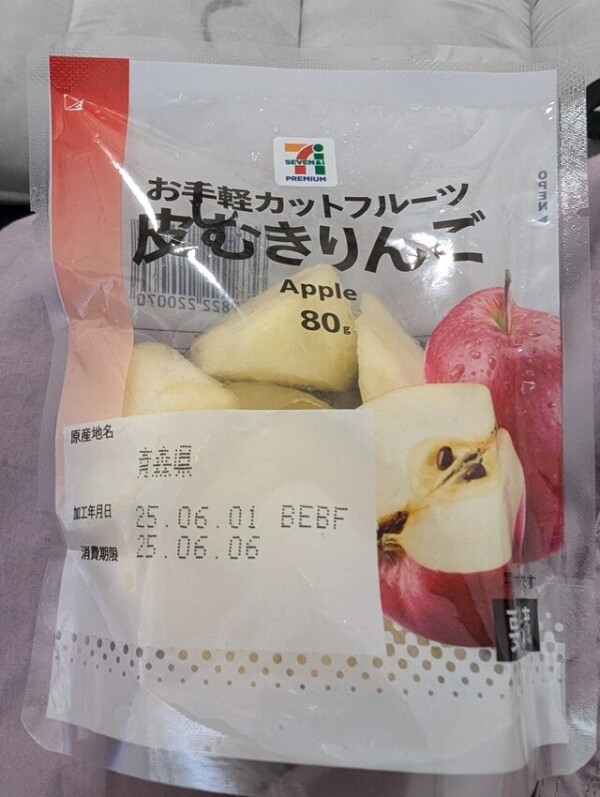 SEVEN&i
PREMIUM
お手軽カットフルーツ
皮むきりんご
Apple
80g
OPEN
原産地名
青森県
加工年月日 25.06.01 BEBF
消費期限 25.06.06